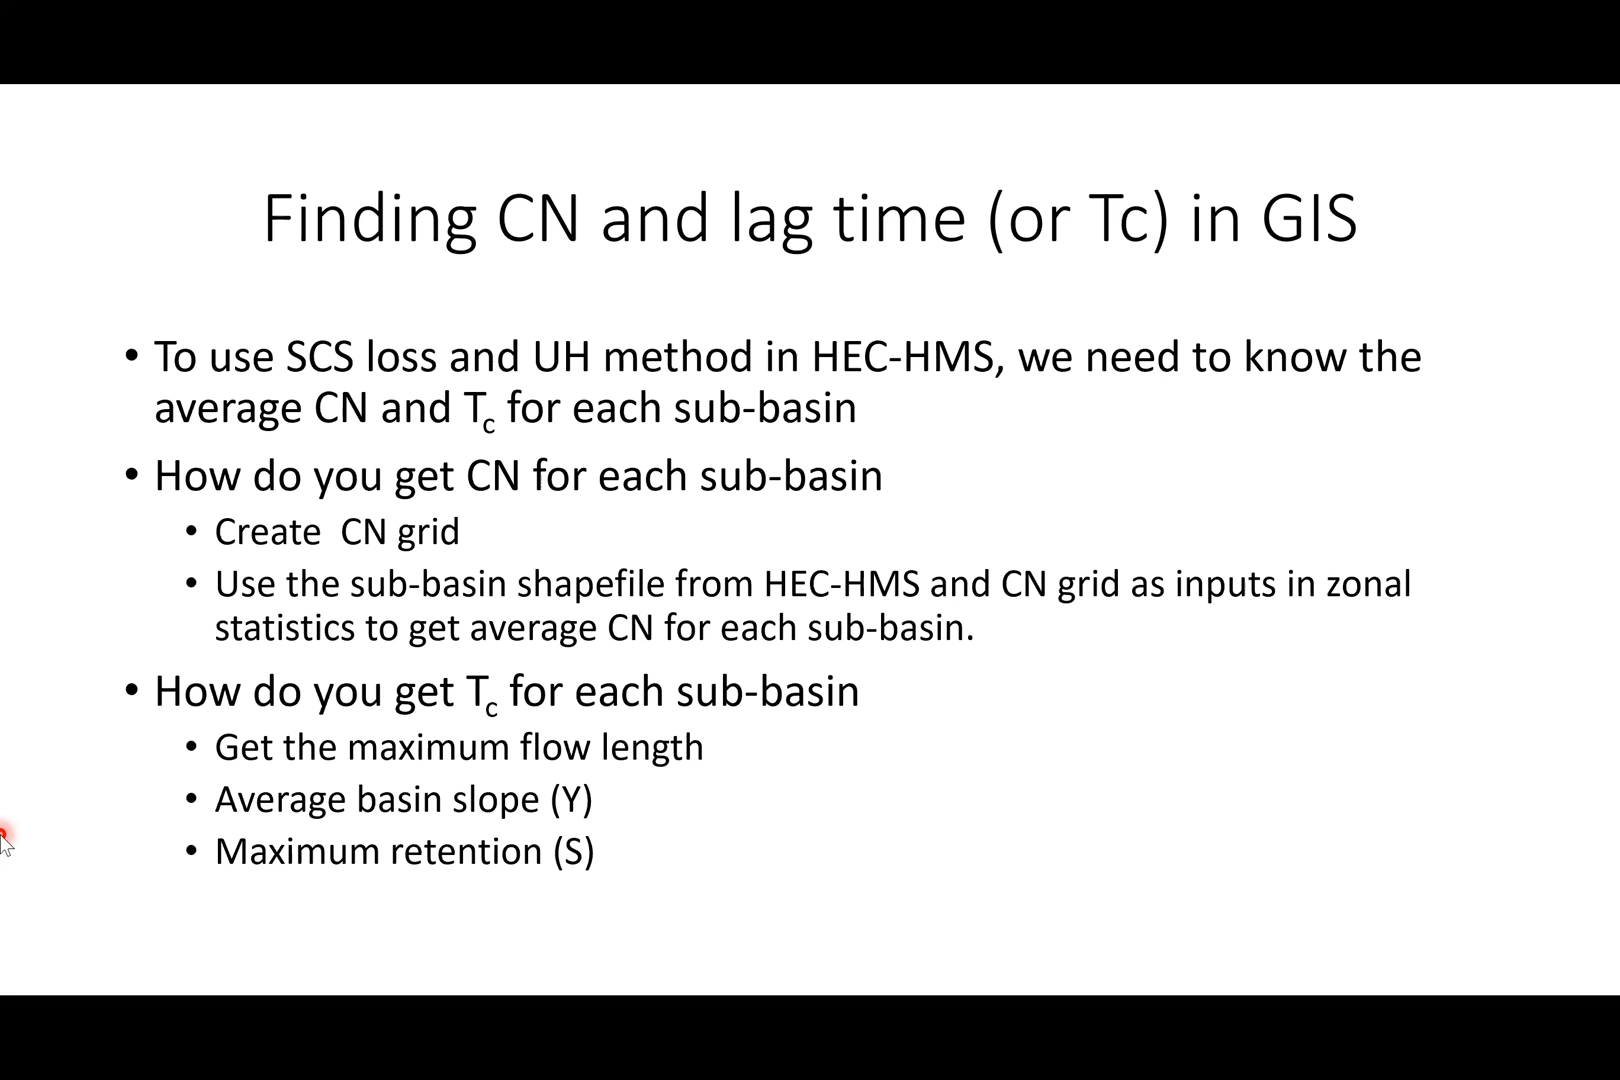 Finding CN and lag time (or Tc) in GIS
• To use SCS loss and UH method in HEC-HMS, we need to know the
average CN and Tc for each sub-basin
• How do you get CN for each sub-basin
• Create  CN grid
• Use the sub-basin shapefile from HEC-HMS and CN grid as inputs in zonal
statistics to get average CN for each sub-basin.
• How do you get Tc for each sub-basin
• Get the maximum flow length
• Average basin slope (Y)
• Maximum retention (S)